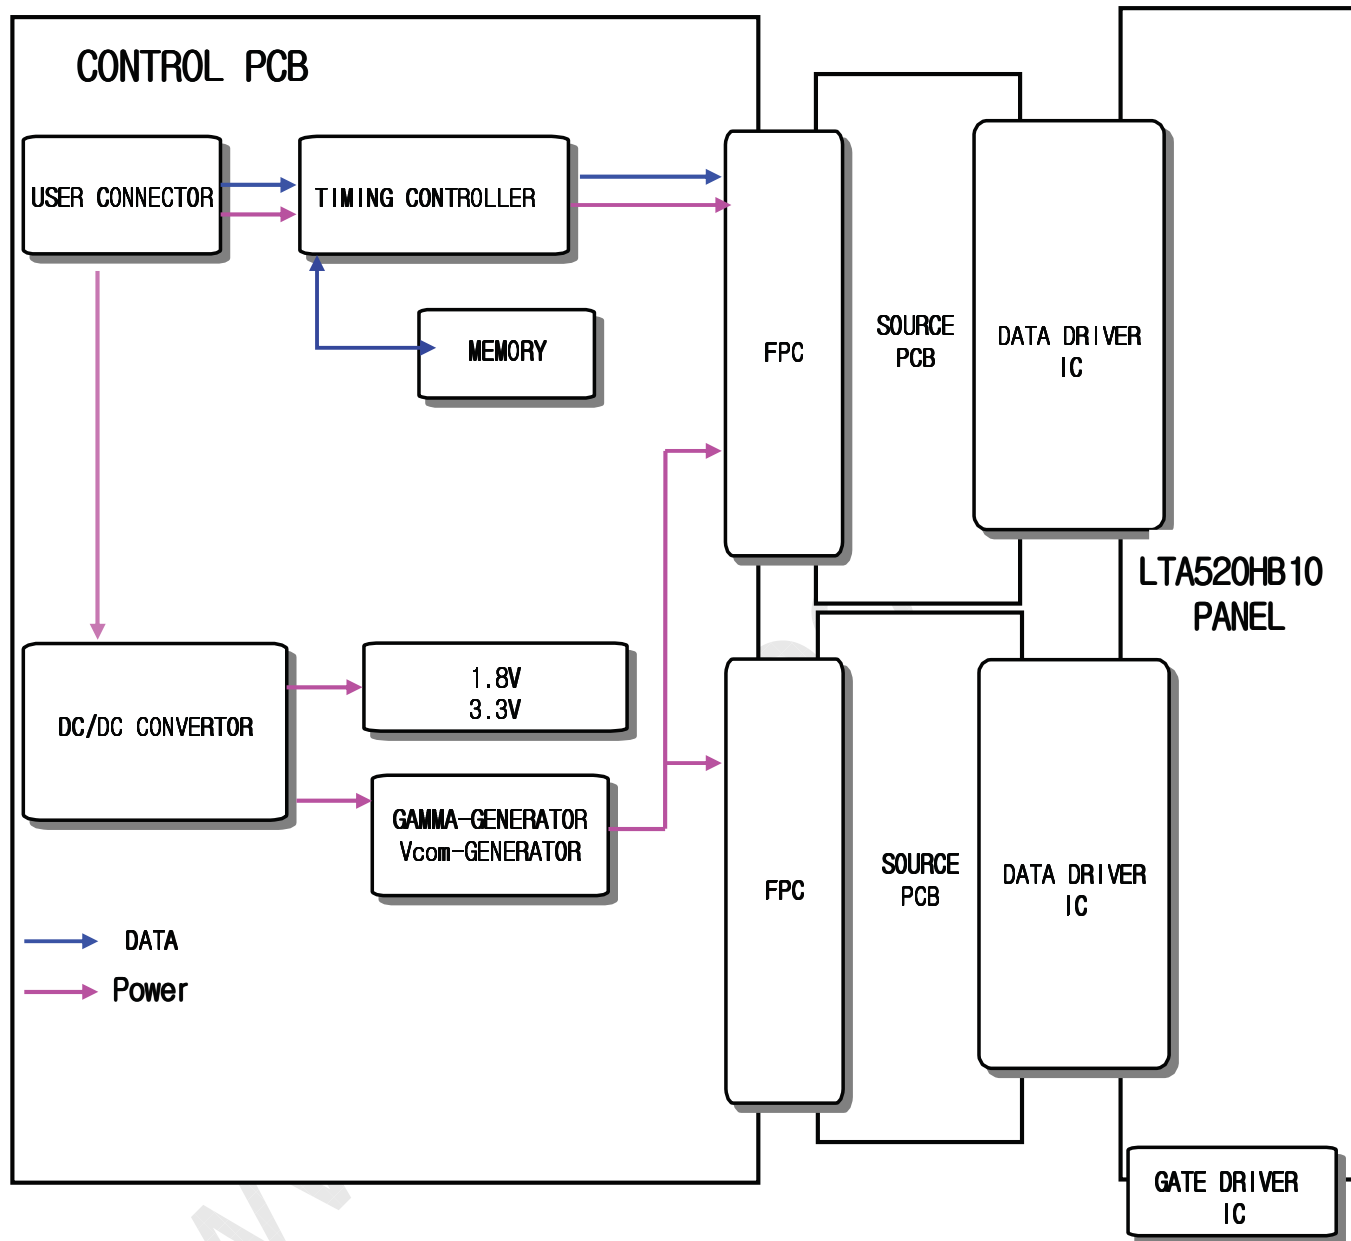 CONTROL PCB
USER CONNECTOR
TIMING CONTROLLER
MEMORY
FPC
SOURCE
PCB
DATA DRIVER
IC
LTA520HB10
PANEL
DC/DC CONVERTOR
1.8V
3.3V
GAMMA-GENERATOR
Vcom-GENERATOR
FPC
SOURCE
PCB
DATA DRIVER
IC
DATA
Power
GATE DRIVER
IC